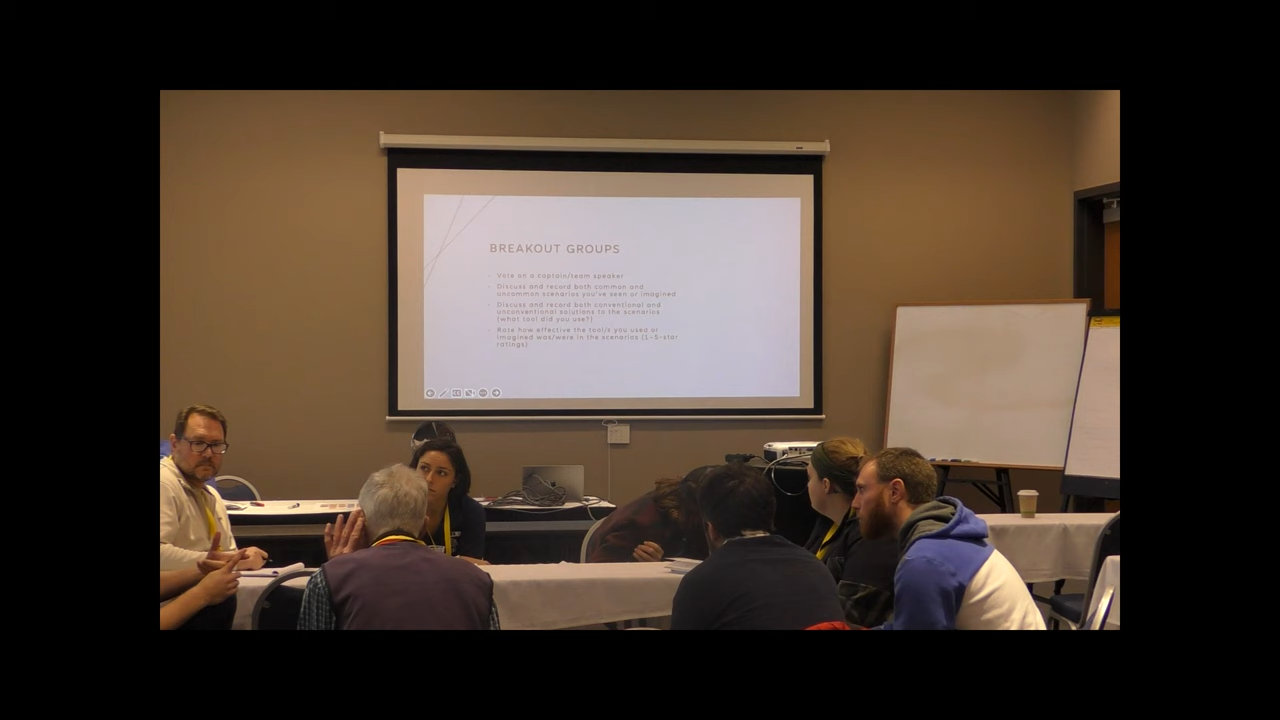 BREAKOUT GROUPS
- Vote on a captain/team speaker
- Discuss and record both common and
uncommon scenarios you've seen or imagined
- Discuss and record both conventional and
unconventional solutions to the scenarios
(what tool did you use?)
- Rate how effective the tool/s you used or
imagined was/were in the scenarios (1-5-star
ratings)